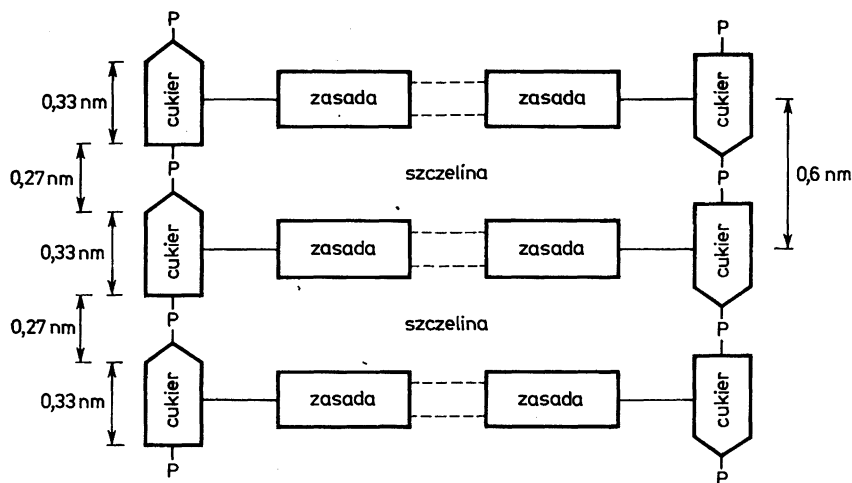 P
P
0,33 nm
cukier
zasada
zasada
cukier
0,27 nm
P
szczelina
P
0,6 nm
0,33 nm
cukier
zasada
zasada
cukier
0,27 nm
P
szczelina
P
0,33 nm
cukier
zasada
zasada
cukier
P
P